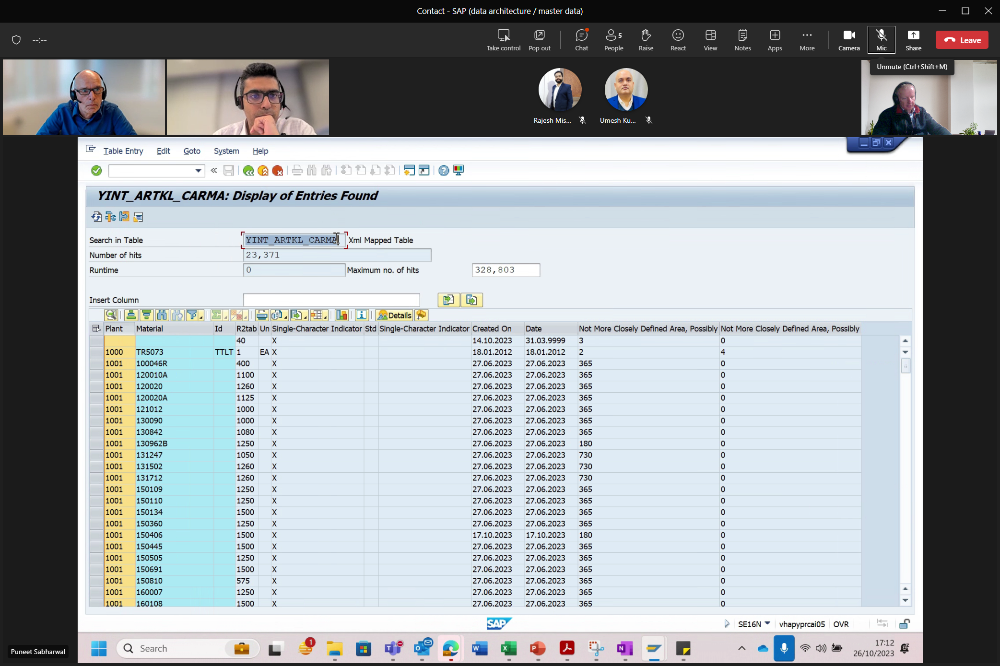 Contact - SAP (data architecture / master data)
--:--
Take control
Pop out
Chat
People 5
Raise
React
View
Notes
Apps
More
Camera
Mic
Share
Leave
Unmute (Ctrl+Shift+M)
Rajesh Mis...
Umesh Ku...
Table Entry Edit Goto System Help
YINT_ARTKL_CARMA: Display of Entries Found
Search in Table YINT_ARTKL_CARMA Xml Mapped Table
Number of hits 23,371
Runtime 0 Maximum no. of hits 328,803
Insert Column
Details
Plant Material Id R2tab Un Single-Character Indicator Std Single-Character Indicator Created On Date Not More Closely Defined Area, Possibly Not More Closely Defined Area, Possibly
40 X 14.10.2023 31.03.9999 3 0
1000 TR5073 TTLT 1 EA X 18.01.2012 18.01.2012 2 4
1001 100046R 400 X 27.06.2023 27.06.2023 365 0
1001 120010A 1100 X 27.06.2023 27.06.2023 365 0
1001 120020 1260 X 27.06.2023 27.06.2023 365 0
1001 120020A 1125 X 27.06.2023 27.06.2023 365 0
1001 121012 1000 X 27.06.2023 27.06.2023 365 0
1001 130090 1000 X 27.06.2023 27.06.2023 365 0
1001 130842 1080 X 27.06.2023 27.06.2023 365 0
1001 130962B 1250 X 27.06.2023 27.06.2023 180 0
1001 131247 1050 X 27.06.2023 27.06.2023 730 0
1001 131502 1260 X 27.06.2023 27.06.2023 730 0
1001 131712 1260 X 27.06.2023 27.06.2023 730 0
1001 150109 1250 X 27.06.2023 27.06.2023 365 0
1001 150110 1250 X 27.06.2023 27.06.2023 365 0
1001 150134 1500 X 27.06.2023 27.06.2023 365 0
1001 150360 1250 X 27.06.2023 27.06.2023 365 0
1001 150406 1500 X 17.10.2023 17.10.2023 180 0
1001 150445 1500 X 27.06.2023 27.06.2023 365 0
1001 150505 1250 X 27.06.2023 27.06.2023 365 0
1001 150691 1500 X 27.06.2023 27.06.2023 365 0
1001 150810 575 X 27.06.2023 27.06.2023 365 0
1001 160007 1250 X 27.06.2023 27.06.2023 365 0
1001 160108 1500 X 27.06.2023 27.06.2023 365 0
SAP
SE16N vhapyprcai05 OVR
Puneet Sabharwal
Search
1
17:12
26/10/2023